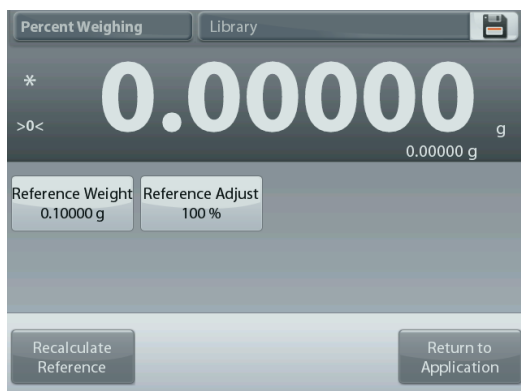 Percent Weighing
Library
*
0.00000 g
>0<
0.00000 g
Reference Weight
0.10000 g
Reference Adjust
100 %
Recalculate
Reference
Return to
Application